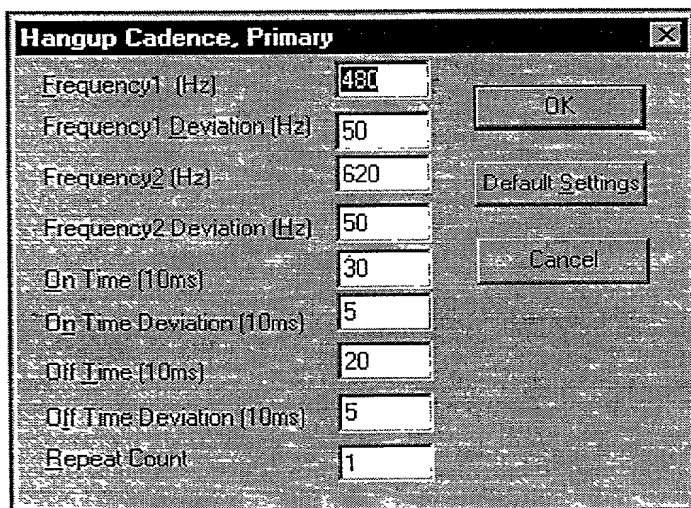 Hangup Cadence, Primary
Frequency1 (Hz) 480
Frequency1 Deviation (Hz) 50
Frequency2 (Hz) 620
Frequency2 Deviation (Hz) 50
On Time (10ms) 30
On Time Deviation (10ms) 5
Off Time (10ms) 20
Off Time Deviation (10ms) 5
Repeat Count 1
OK
Default Settings
Cancel